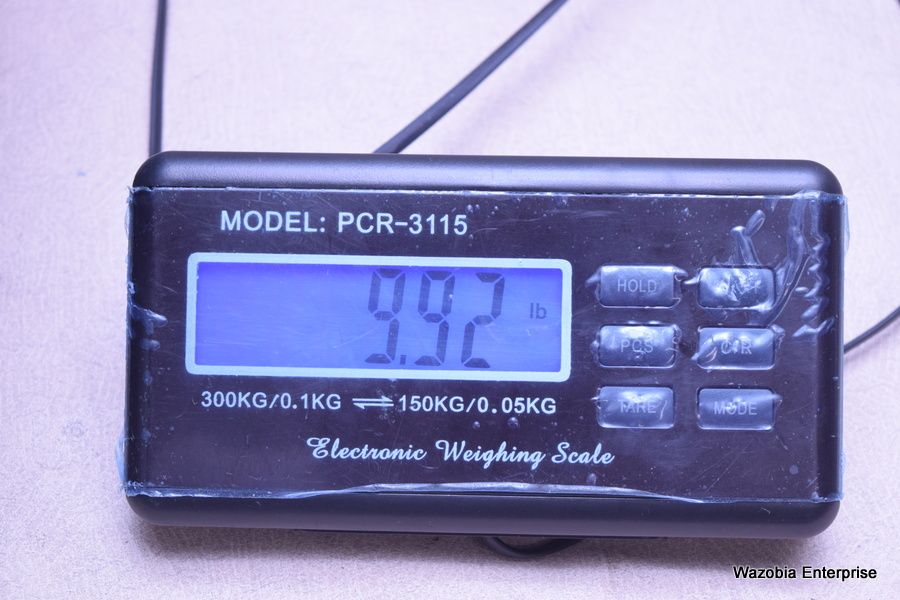 MODEL: PCR-3115
9.92 lb
HOLD
PCS
TARE MODE
300KG/0.1KG ⇌ 150KG/0.05KG
Electronic Weighing Scale
Wazobia Enterprise